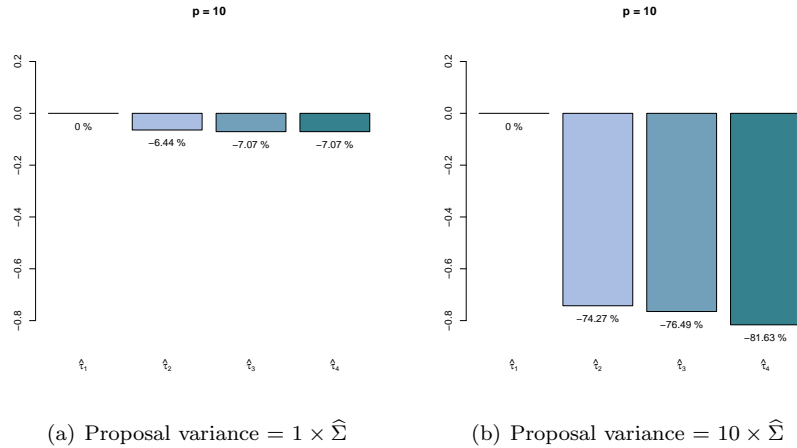 p = 10
0.2
0.0
−0.2
−0.4
−0.6
−0.8
0 %
−6.44 %
−7.07 %
−7.07 %
τ̂₁
τ̂₂
τ̂₃
τ̂₄
(a) Proposal variance = 1 × Σ̂
p = 10
0.2
0.0
−0.2
−0.4
−0.6
−0.8
0 %
−74.27 %
−76.49 %
−81.63 %
τ̂₁
τ̂₂
τ̂₃
τ̂₄
(b) Proposal variance = 10 × Σ̂